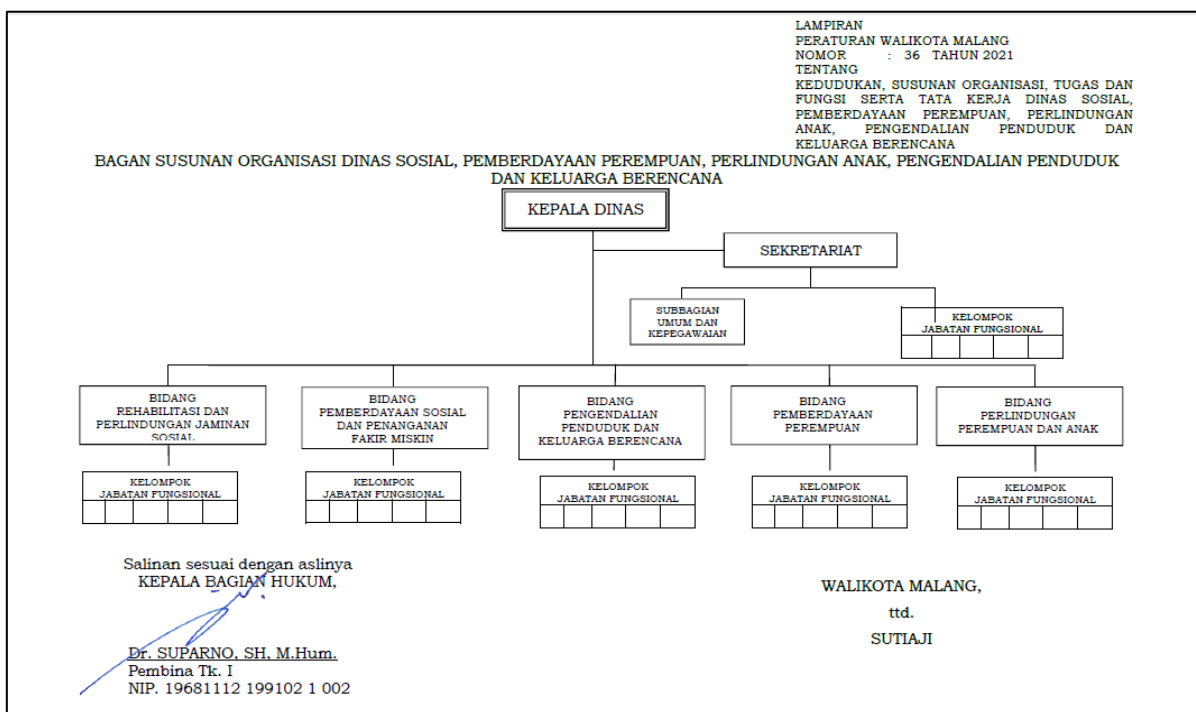 LAMPIRAN
PERATURAN WALIKOTA MALANG
NOMOR : 36 TAHUN 2021
TENTANG
KEDUDUKAN, SUSUNAN ORGANISASI, TUGAS DAN
FUNGSI SERTA TATA KERJA DINAS SOSIAL,
PEMBERDAYAAN PEREMPUAN, PERLINDUNGAN
ANAK, PENGENDALIAN PENDUDUK DAN
KELUARGA BERENCANA
BAGAN SUSUNAN ORGANISASI DINAS SOSIAL, PEMBERDAYAAN PEREMPUAN, PERLINDUNGAN ANAK, PENGENDALIAN PENDUDUK
DAN KELUARGA BERENCANA
KEPALA DINAS
SEKRETARIAT
SUBBAGIAN
UMUM DAN
KEPEGAWAIAN
KELOMPOK
JABATAN FUNGSIONAL
BIDANG
REHABILITASI DAN
PERLINDUNGAN JAMINAN
SOSIAL
BIDANG
PEMBERDAYAAN SOSIAL
DAN PENANGANAN
FAKIR MISKIN
BIDANG
PENGENDALIAN
PENDUDUK DAN
KELUARGA BERENCANA
BIDANG
PEMBERDAYAAN
PEREMPUAN
BIDANG
PERLINDUNGAN
PEREMPUAN DAN ANAK
KELOMPOK
JABATAN FUNGSIONAL
KELOMPOK
JABATAN FUNGSIONAL
KELOMPOK
JABATAN FUNGSIONAL
KELOMPOK
JABATAN FUNGSIONAL
KELOMPOK
JABATAN FUNGSIONAL
Salinan sesuai dengan aslinya
KEPALA BAGIAN HUKUM,
Dr. SUPARNO, SH, M.Hum.
Pembina Tk. I
NIP. 19681112 199102 1 002
WALIKOTA MALANG,
ttd.
SUTIAJI